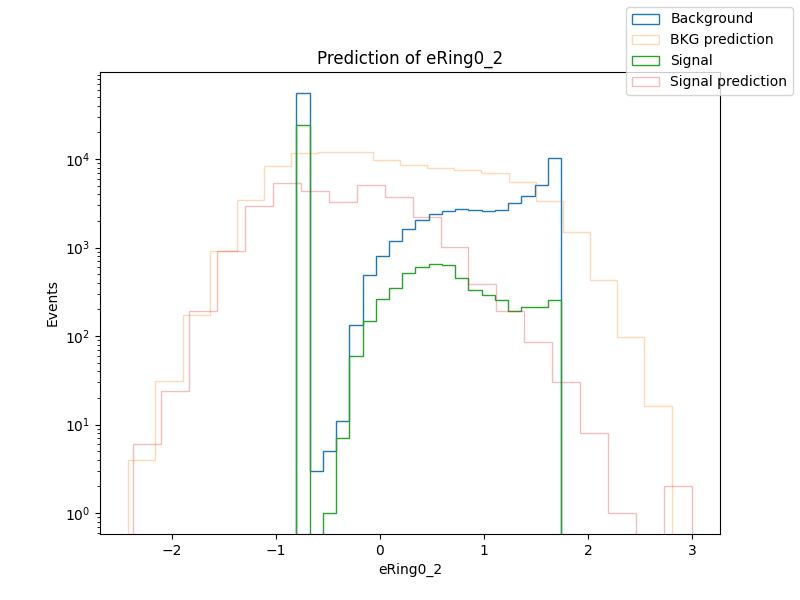 Prediction of eRing0_2
Background
BKG prediction
Signal
Signal prediction
Events
10⁴
10³
10²
10¹
10⁰
−2
−1
0
1
2
3
eRing0_2